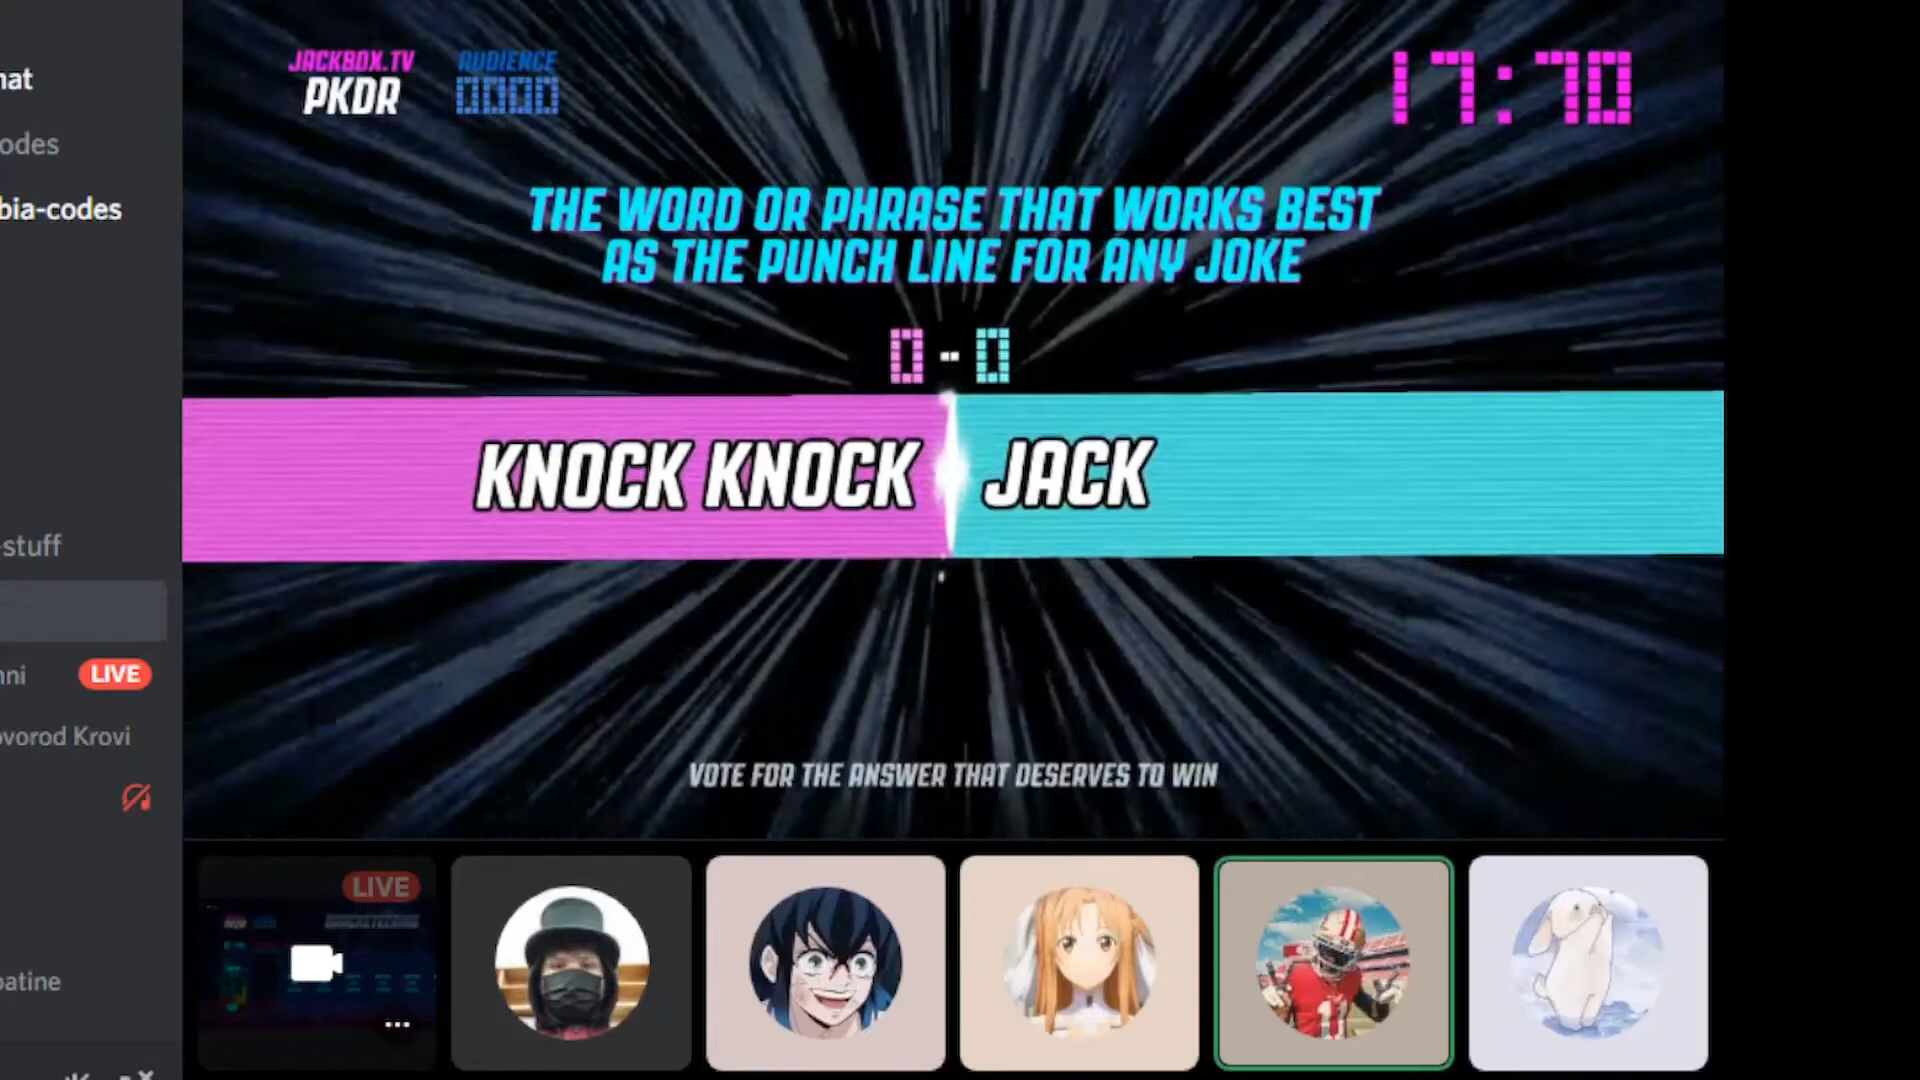 hat
odes
bia-codes
-stuff
nni
LIVE
ovorod Krovi
patine
JACKBOX.TV
PKDR
AUDIENCE
0000
17:70
THE WORD OR PHRASE THAT WORKS BEST
AS THE PUNCH LINE FOR ANY JOKE
0 - 0
KNOCK KNOCK
JACK
VOTE FOR THE ANSWER THAT DESERVES TO WIN
LIVE